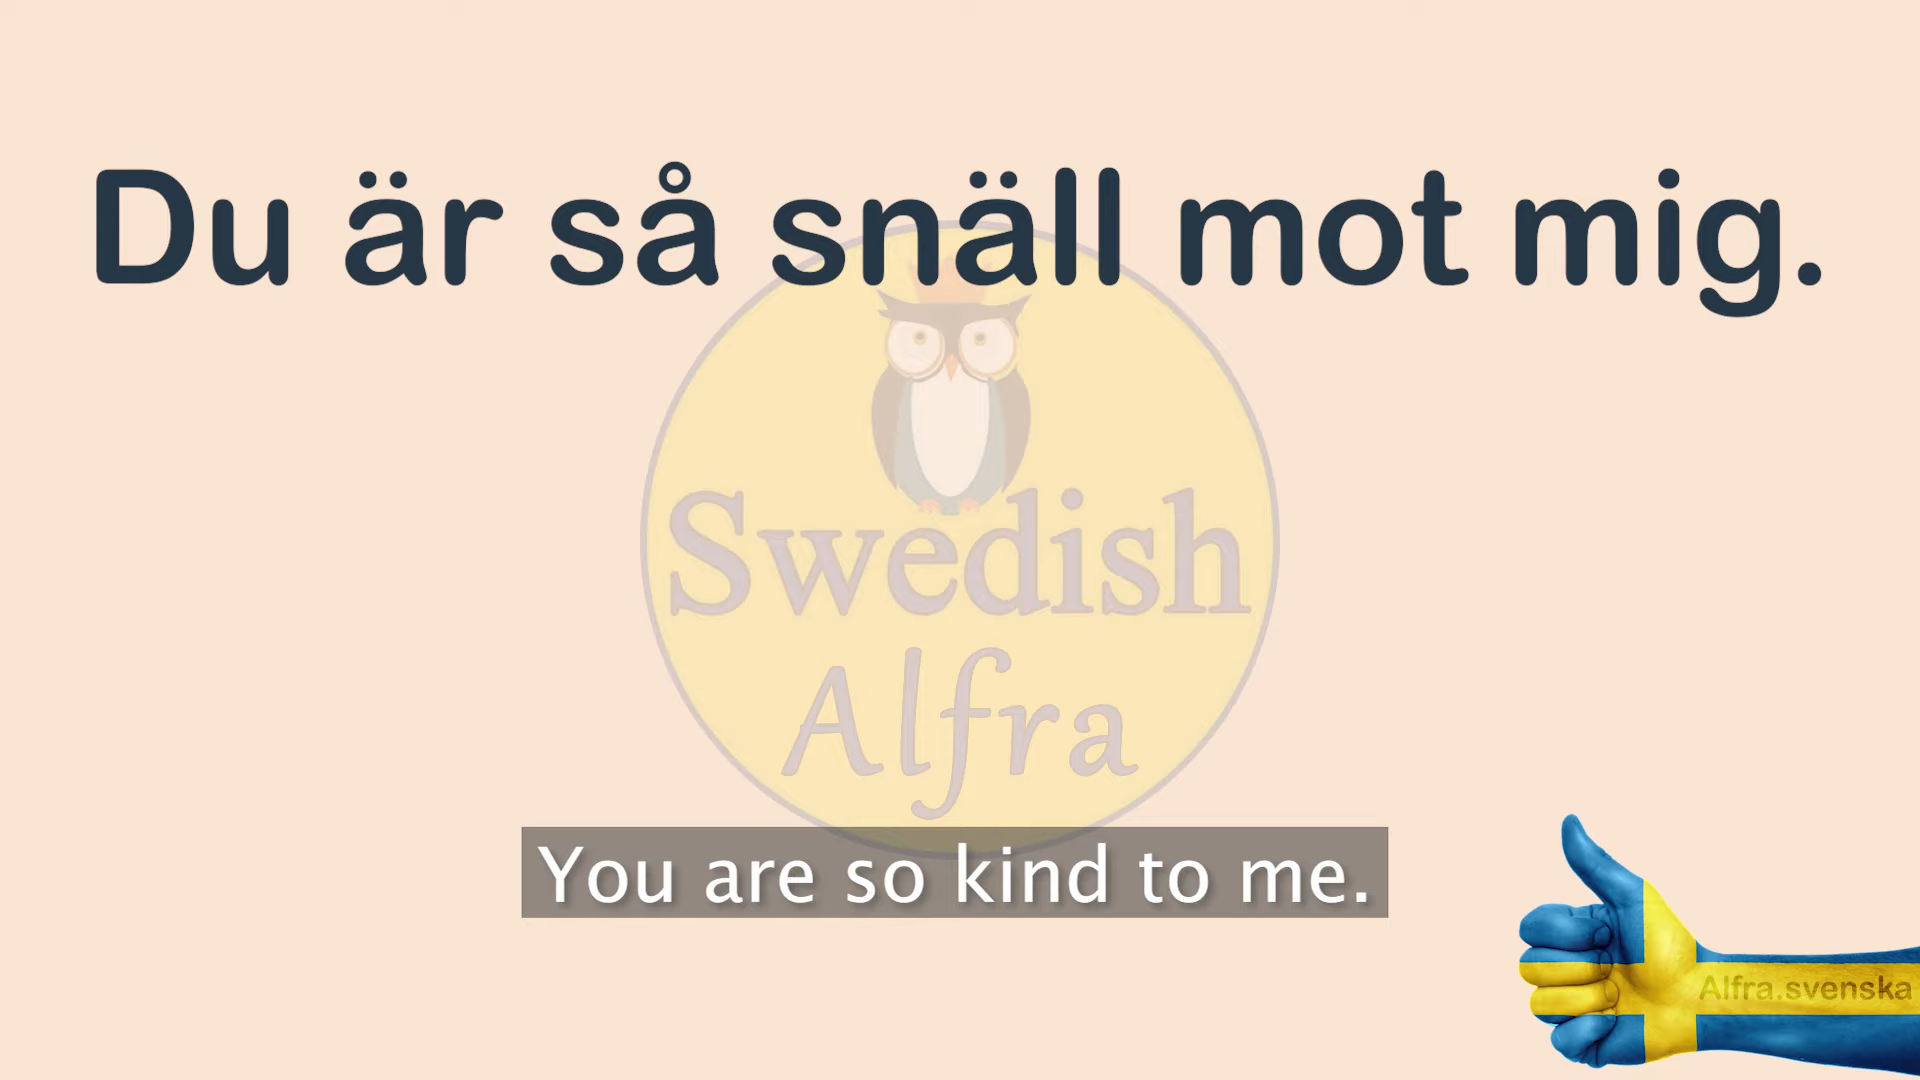 Du är så snäll mot mig.
Swedish
Alfra
You are so kind to me.
Alfra.svenska